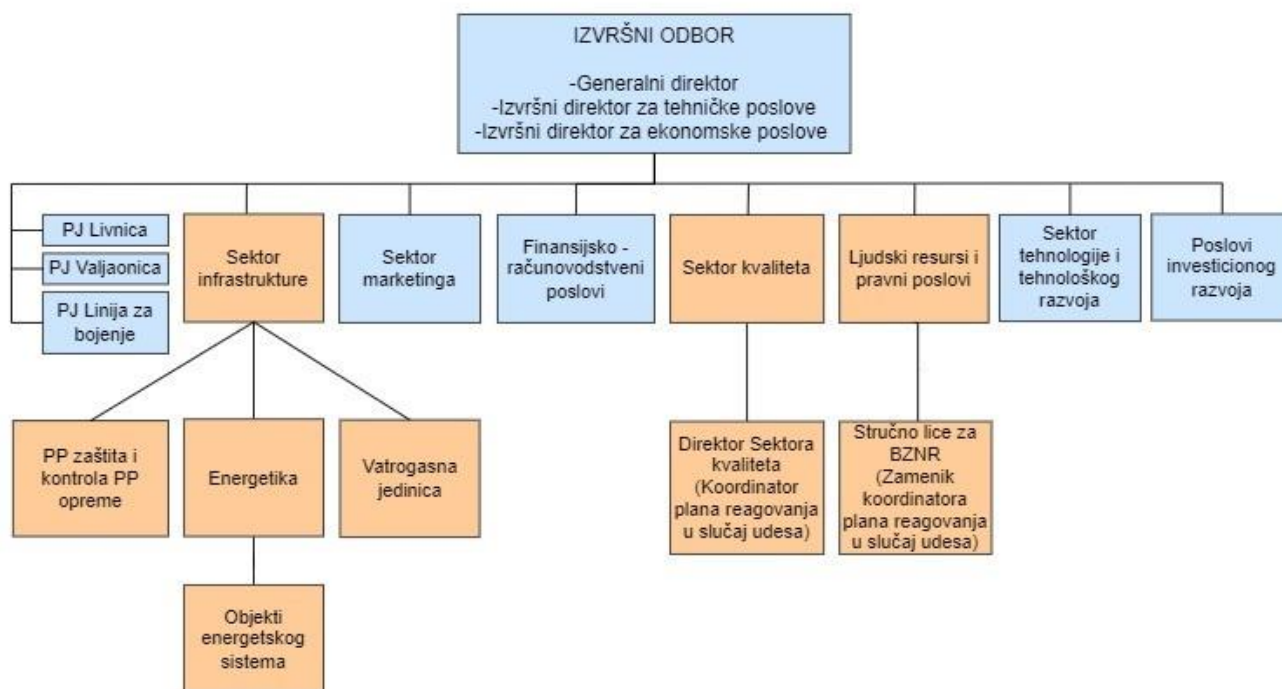 IZVRŠNI ODBOR
-Generalni direktor
-Izvršni direktor za tehničke poslove
-Izvršni direktor za ekonomske poslove
PJ Livnica
PJ Valjaonica
PJ Linija za
bojenje
Sektor
infrastrukture
Sektor
marketinga
Finansijsko -
računovodstveni
poslovi
Sektor kvaliteta
Ljudski resursi i
pravni poslovi
Sektor
tehnologije i
tehnološkog
razvoja
Poslovi
investicionog
razvoja
PP zaštita i
kontrola PP
opreme
Energetika
Vatrogasna
jedinica
Direktor Sektora
kvaliteta
(Koordinator
plana reagovanja
u slučaj udesa)
Stručno lice za
BZNR
(Zamenik
koordinatora
plana reagovanja
u slučaj udesa)
Objekti
energetskog
sistema